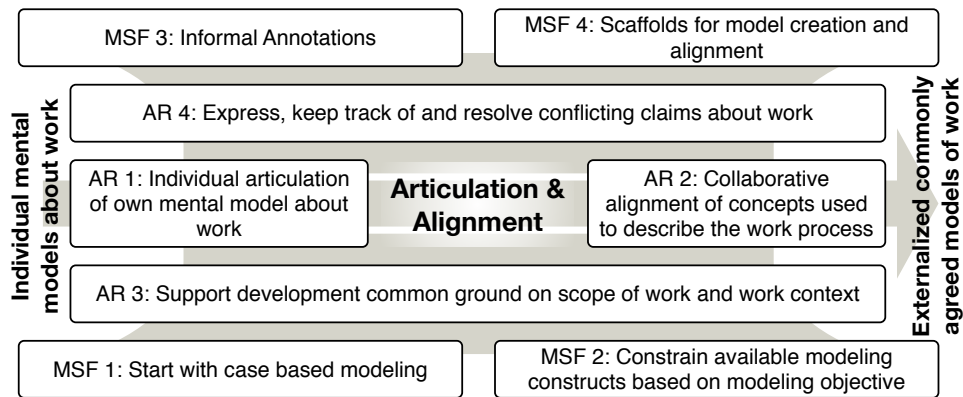 MSF 3: Informal Annotations
MSF 4: Scaffolds for model creation and
alignment
Individual mental
models about work
AR 4: Express, keep track of and resolve conflicting claims about work
AR 1: Individual articulation
of own mental model about
work
Articulation &
Alignment
AR 2: Collaborative
alignment of concepts used
to describe the work process
AR 3: Support development common ground on scope of work and work context
Externalized commonly
agreed models of work
MSF 1: Start with case based modeling
MSF 2: Constrain available modeling
constructs based on modeling objective